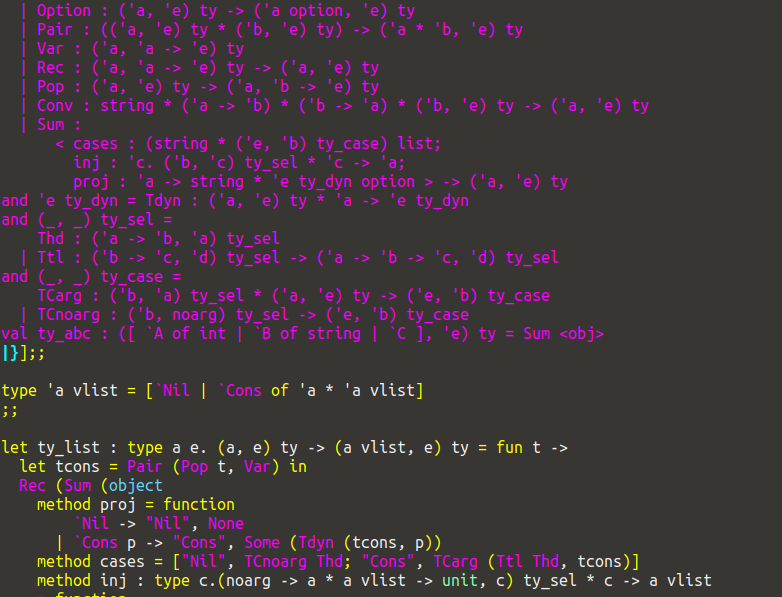 | Option : ('a, 'e) ty -> ('a option, 'e) ty
| Pair : (('a, 'e) ty * ('b, 'e) ty) -> ('a * 'b, 'e) ty
| Var : ('a, 'a -> 'e) ty
| Rec : ('a, 'a -> 'e) ty -> ('a, 'e) ty
| Pop : ('a, 'e) ty -> ('a, 'b -> 'e) ty
| Conv : string * ('a -> 'b) * ('b -> 'a) * ('b, 'e) ty -> ('a, 'e) ty
| Sum :
< cases : (string * ('e, 'b) ty_case) list;
inj : 'c. ('b, 'c) ty_sel * 'c -> 'a;
proj : 'a -> string * 'e ty_dyn option > -> ('a, 'e) ty
and 'e ty_dyn = Tdyn : ('a, 'e) ty * 'a -> 'e ty_dyn
and (_, _) ty_sel =
Thd : ('a -> 'b, 'a) ty_sel
| Ttl : ('b -> 'c, 'd) ty_sel -> ('a -> 'b -> 'c, 'd) ty_sel
and (_, _) ty_case =
TCarg : ('b, 'a) ty_sel * ('a, 'e) ty -> ('e, 'b) ty_case
| TCnoarg : ('b, noarg) ty_sel -> ('e, 'b) ty_case
val ty_abc : ([ `A of int | `B of string | `C ], 'e) ty = Sum <obj>
|}];;
type 'a vlist = [`Nil | `Cons of 'a * 'a vlist]
;;
let ty_list : type a e. (a, e) ty -> (a vlist, e) ty = fun t ->
let tcons = Pair (Pop t, Var) in
Rec (Sum (object
method proj = function
`Nil -> "Nil", None
| `Cons p -> "Cons", Some (Tdyn (tcons, p))
method cases = ["Nil", TCnoarg Thd; "Cons", TCarg (Ttl Thd, tcons)]
method inj : type c.(noarg -> a * a vlist -> unit, c) ty_sel * c -> a vlist